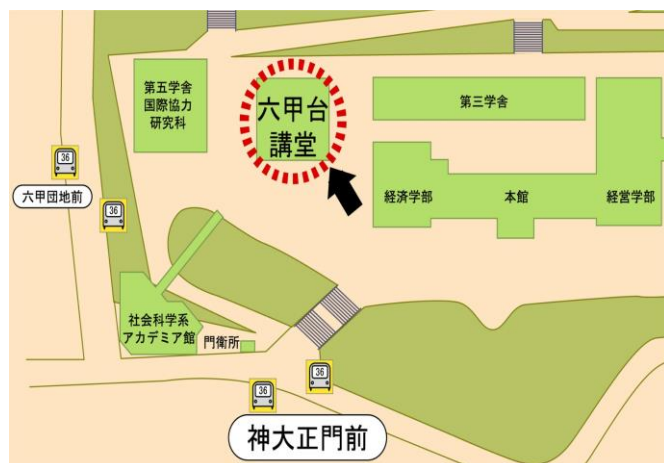 第五学舎
国際協力
研究科
六甲台
講堂
第三学舎
36
六甲団地前
36
経済学部
本館
経営学部
社会科学系
アカデミア館
門衛所
36
36
神大正門前